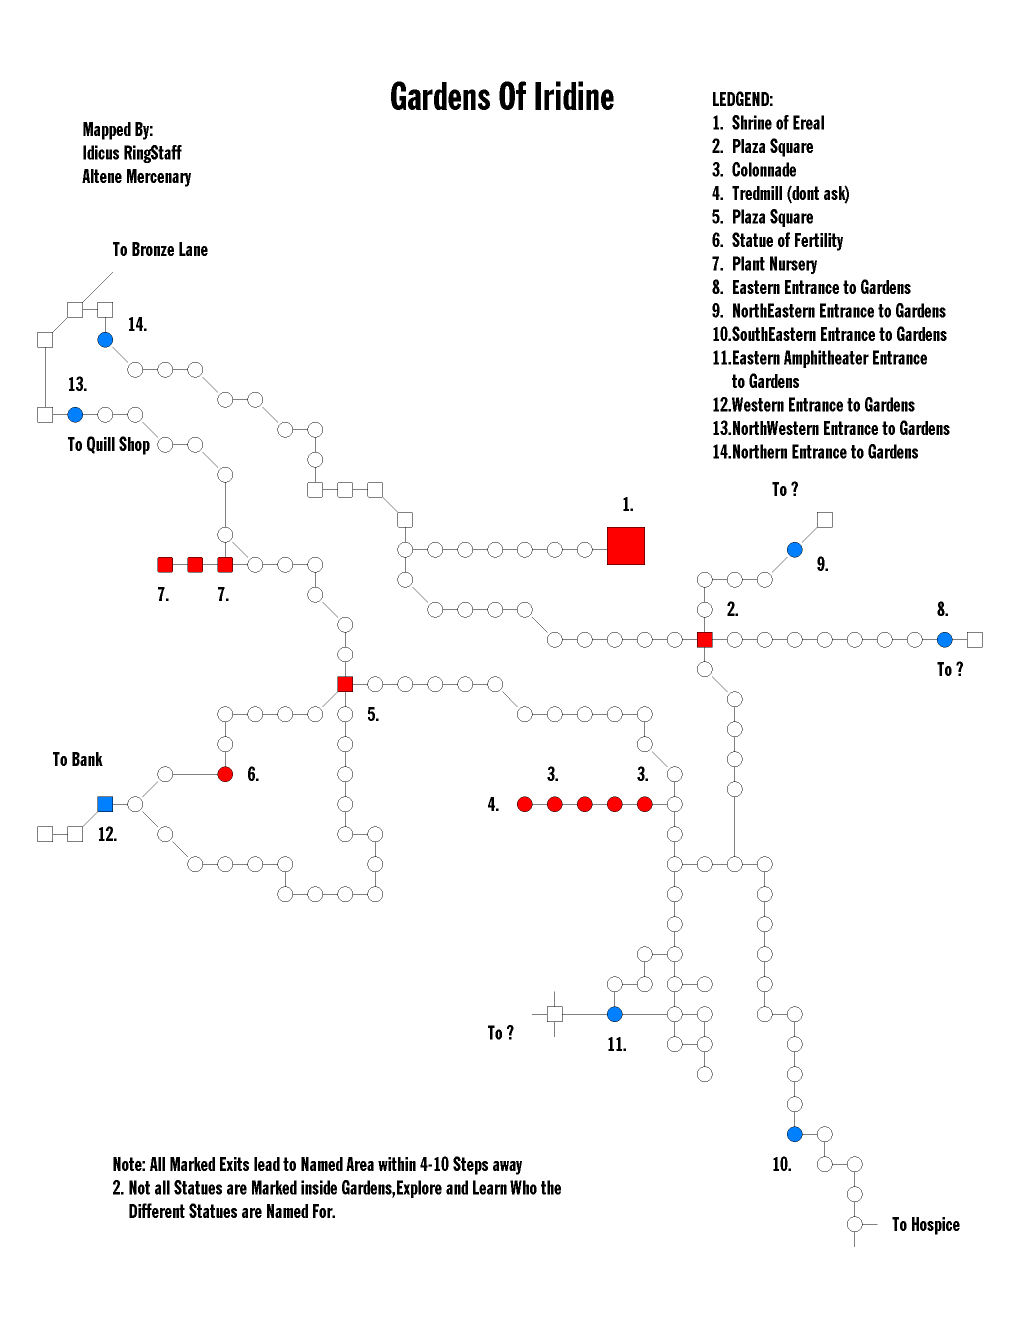 Gardens Of Iridine
Mapped By:
Idicus RingStaff
Altene Mercenary
LEDGEND:
1. Shrine of Ereal
2. Plaza Square
3. Colonnade
4. Tredmill (dont ask)
5. Plaza Square
6. Statue of Fertility
7. Plant Nursery
8. Eastern Entrance to Gardens
9. NorthEastern Entrance to Gardens
10.SouthEastern Entrance to Gardens
11.Eastern Amphitheater Entrance
to Gardens
12.Western Entrance to Gardens
13.NorthWestern Entrance to Gardens
14.Northern Entrance to Gardens
To Bronze Lane
14.
13.
To Quill Shop
To ?
1.
9.
7.
7.
2.
8.
To ?
5.
To Bank
6.
3.
3.
4.
12.
To ?
11.
10.
Note: All Marked Exits lead to Named Area within 4-10 Steps away
2. Not all Statues are Marked inside Gardens,Explore and Learn Who the
Different Statues are Named For.
To Hospice